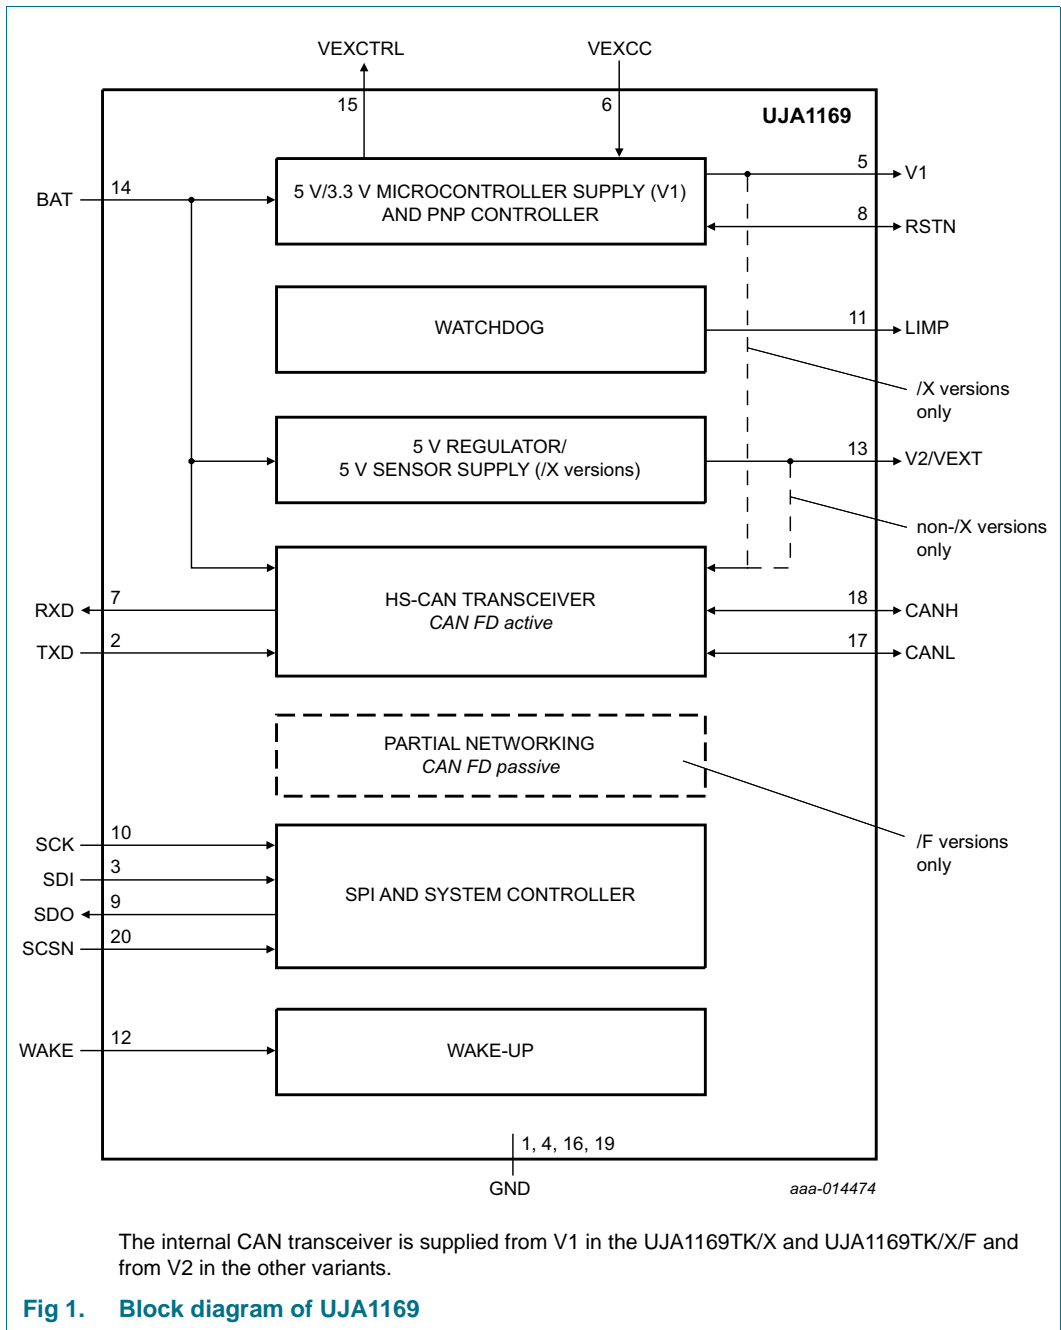 VEXCTRL
VEXCC
15
6
UJA1169
BAT
14
5 V/3.3 V MICROCONTROLLER SUPPLY (V1)
AND PNP CONTROLLER
5
V1
8
RSTN
WATCHDOG
11
LIMP
/X versions
only
5 V REGULATOR/
5 V SENSOR SUPPLY (/X versions)
13
V2/VEXT
non-/X versions
only
HS-CAN TRANSCEIVER
CAN FD active
RXD
7
TXD
2
18
CANH
17
CANL
PARTIAL NETWORKING
CAN FD passive
/F versions
only
SCK
10
SDI
3
SDO
9
SCSN
20
SPI AND SYSTEM CONTROLLER
WAKE
12
WAKE-UP
1, 4, 16, 19
GND
aaa-014474
The internal CAN transceiver is supplied from V1 in the UJA1169TK/X and UJA1169TK/X/F and
from V2 in the other variants.
Fig 1. Block diagram of UJA1169